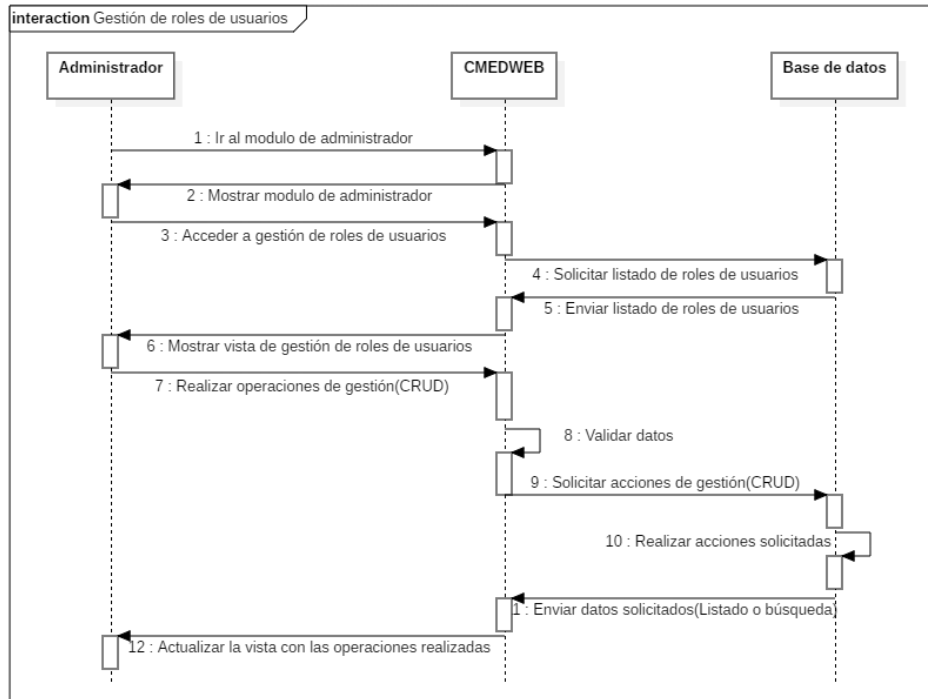 interaction Gestión de roles de usuarios
Administrador
CMEDWEB
Base de datos
1 : Ir al modulo de administrador
2 : Mostrar modulo de administrador
3 : Acceder a gestión de roles de usuarios
4 : Solicitar listado de roles de usuarios
5 : Enviar listado de roles de usuarios
6 : Mostrar vista de gestión de roles de usuarios
7 : Realizar operaciones de gestión(CRUD)
8 : Validar datos
9 : Solicitar acciones de gestión(CRUD)
10 : Realizar acciones solicitadas
1 : Enviar datos solicitados(Listado o búsqueda)
12 : Actualizar la vista con las operaciones realizadas